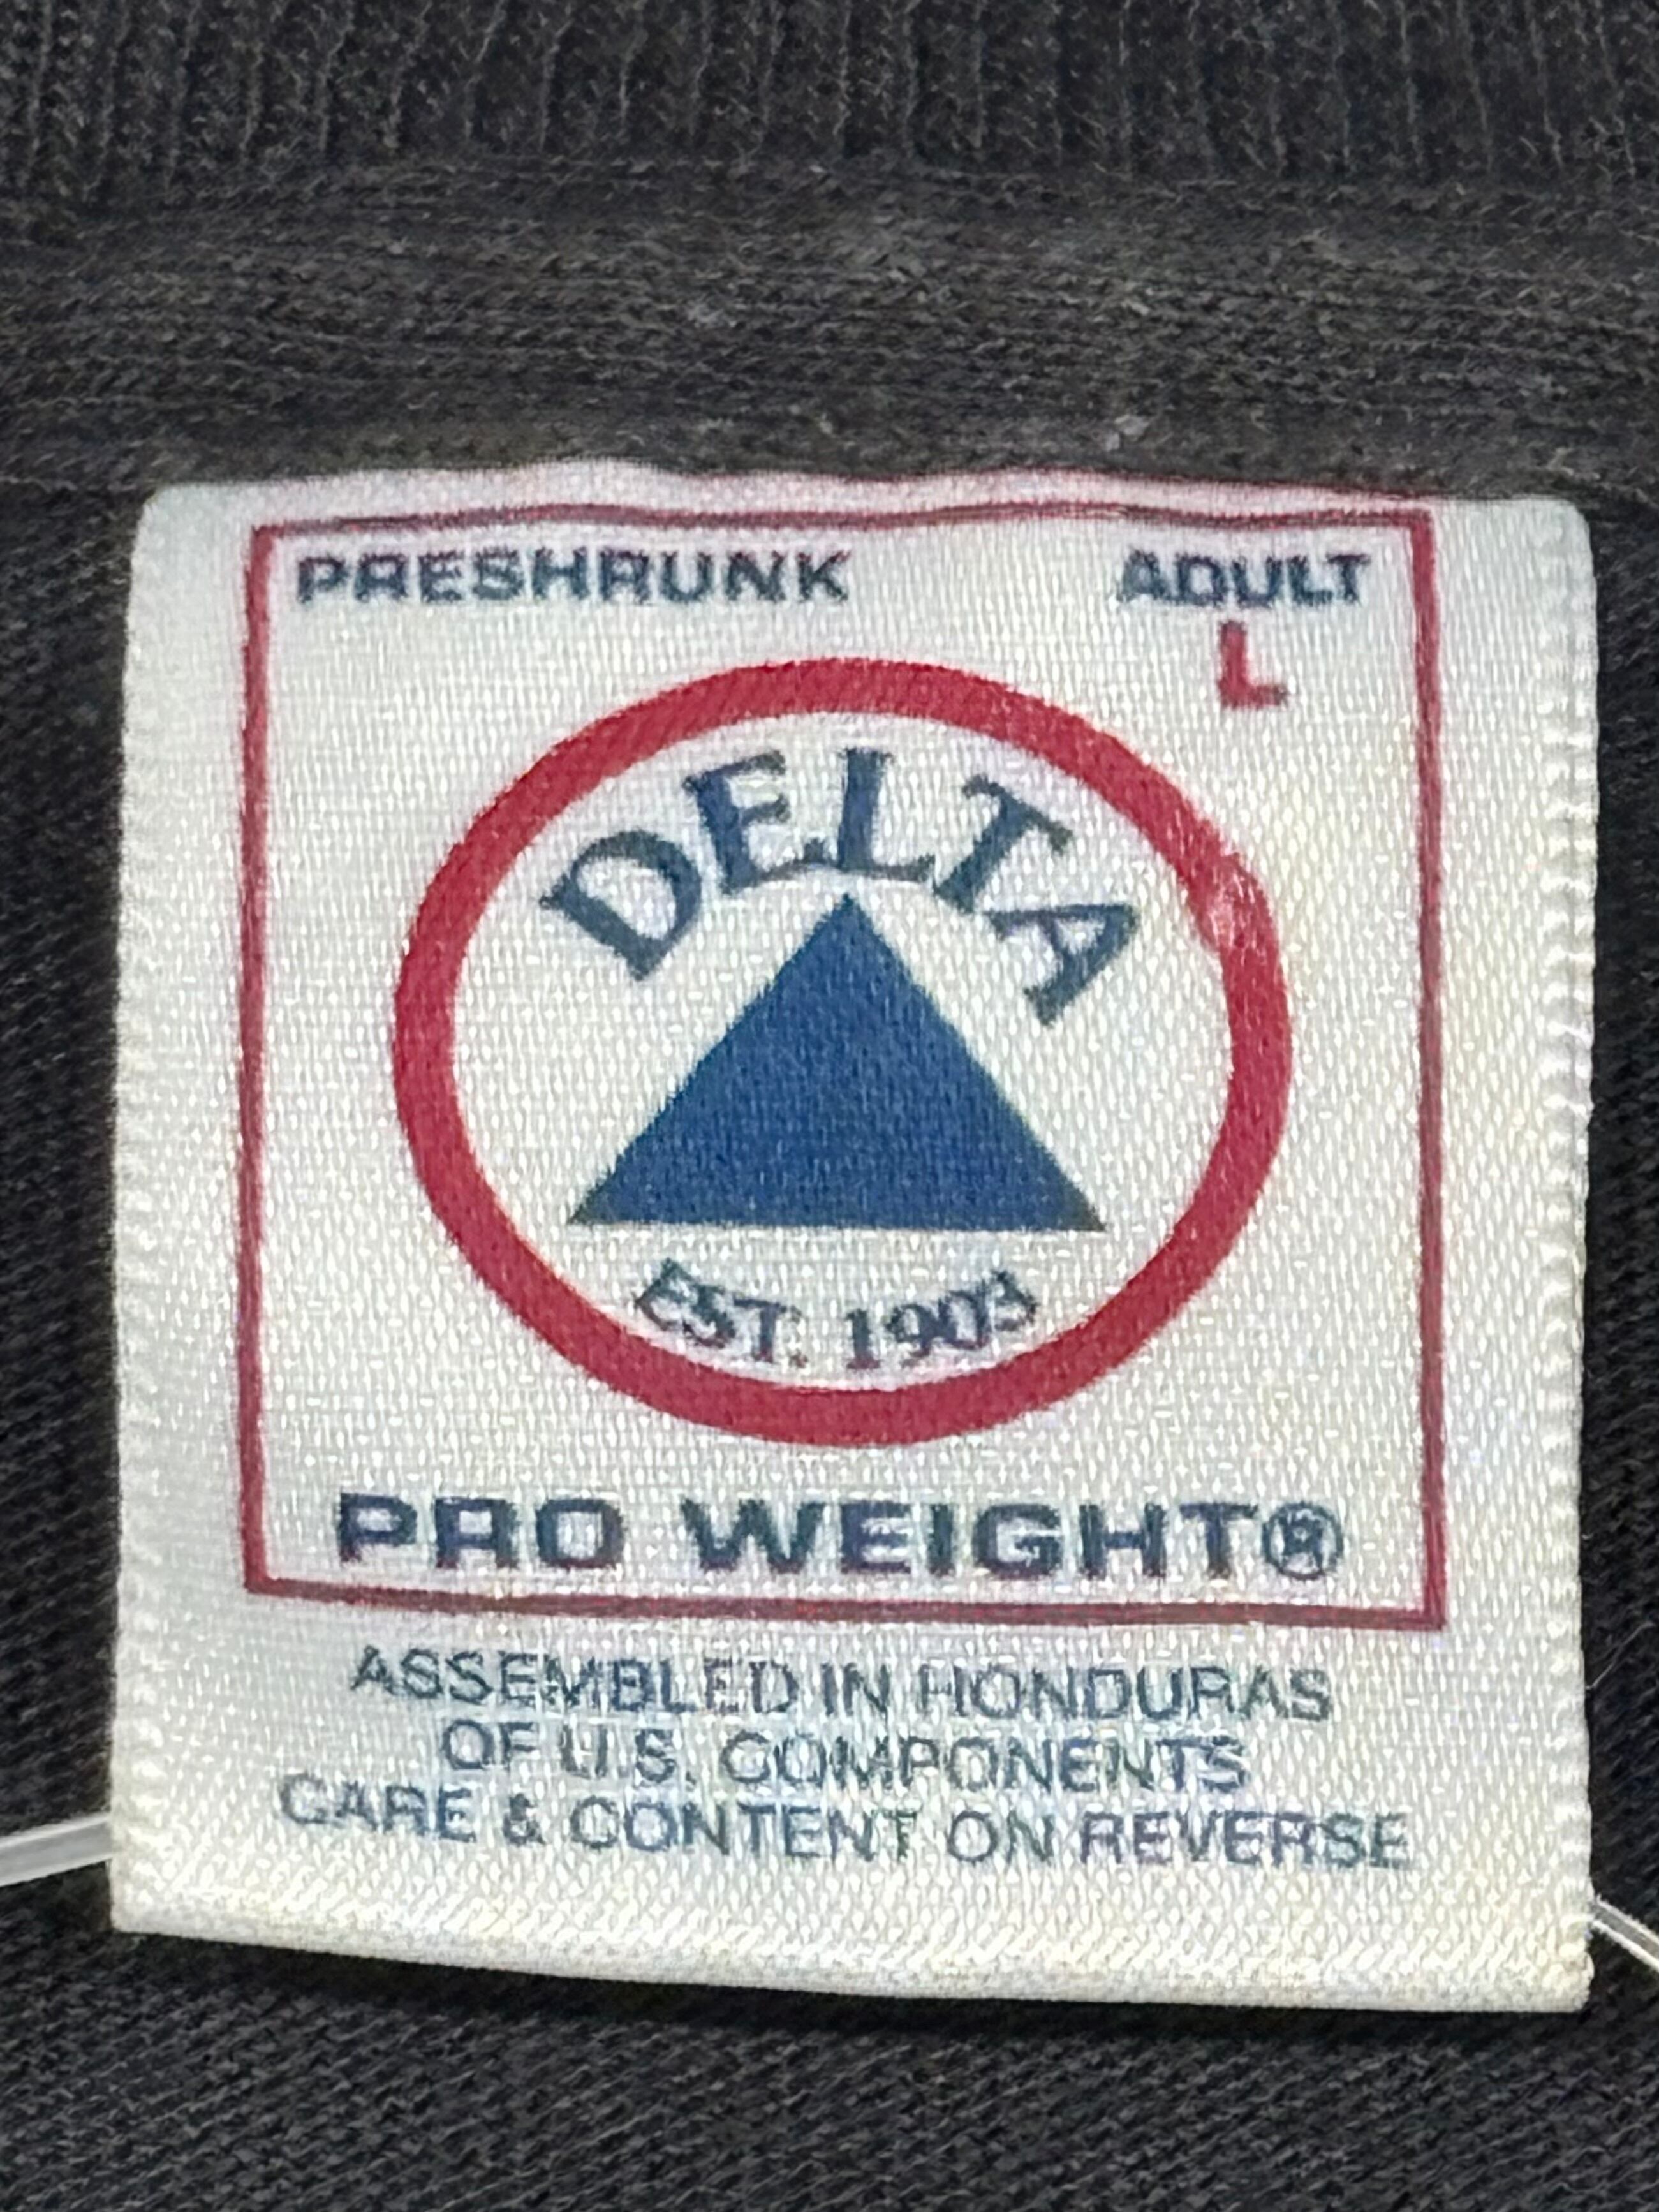 PRESHRUNK ADULT
L
DELTA
EST. 1903
PRO WEIGHT®
ASSEMBLED IN HONDURAS
OF U.S. COMPONENTS
CARE & CONTENT ON REVERSE